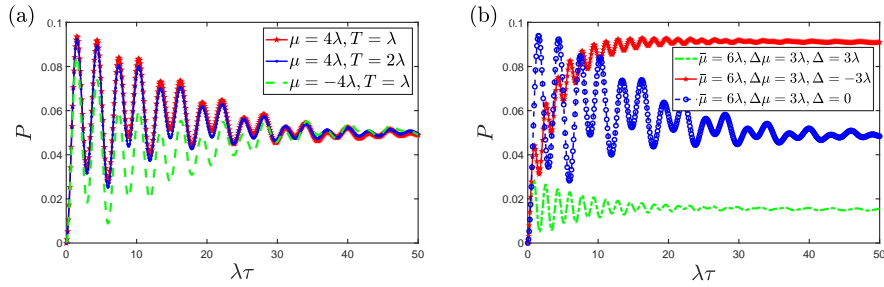 (a)
0.1
0.08
0.06
0.04
0.02
0
P
μ = 4λ, T = λ
μ = 4λ, T = 2λ
μ = −4λ, T = λ
0 10 20 30 40 50
λτ
(b)
0.1
0.08
0.06
0.04
0.02
0
P
μ̄ = 6λ, Δμ = 3λ, Δ = 3λ
μ̄ = 6λ, Δμ = 3λ, Δ = −3λ
μ̄ = 6λ, Δμ = 3λ, Δ = 0
0 10 20 30 40 50
λτ